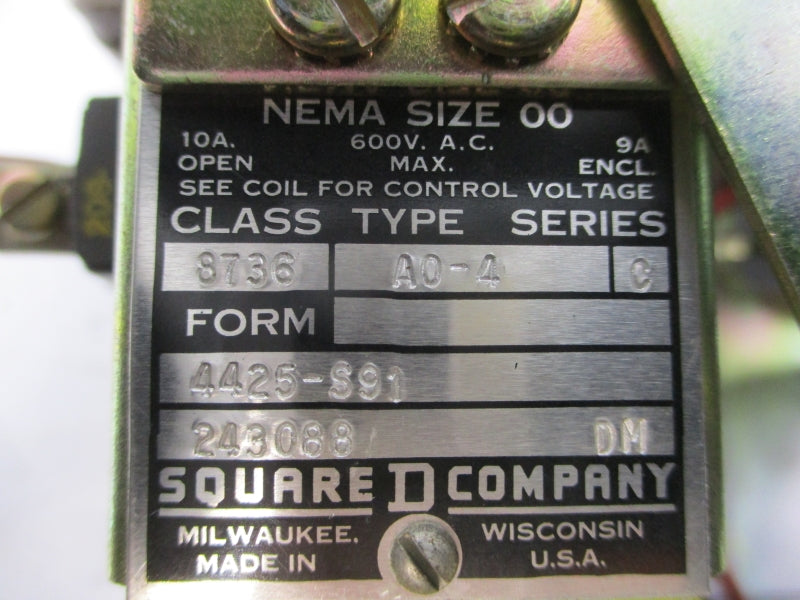 NEMA SIZE 00
10A. 600V. A.C. 9A
OPEN MAX. ENCL.
SEE COIL FOR CONTROL VOLTAGE
CLASS TYPE SERIES
8736 AO-4 C
FORM
4425-S91
243088 DM
SQUARE D COMPANY
MILWAUKEE, WISCONSIN
MADE IN U.S.A.